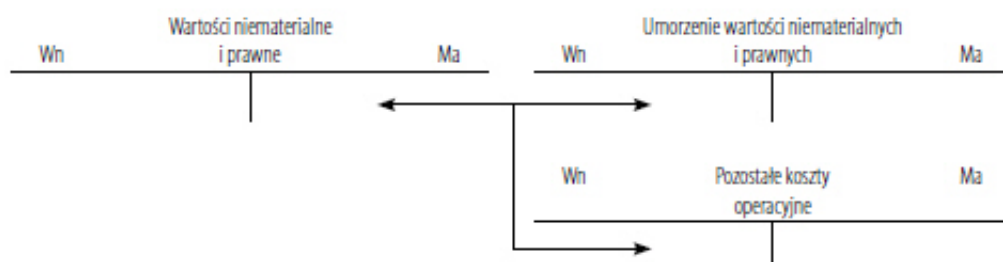 Wartości niematerialne
Wn i prawne Ma
Umorzenie wartości niematerialnych
Wn i prawnych Ma
Wn Pozostałe koszty Ma
operacyjne